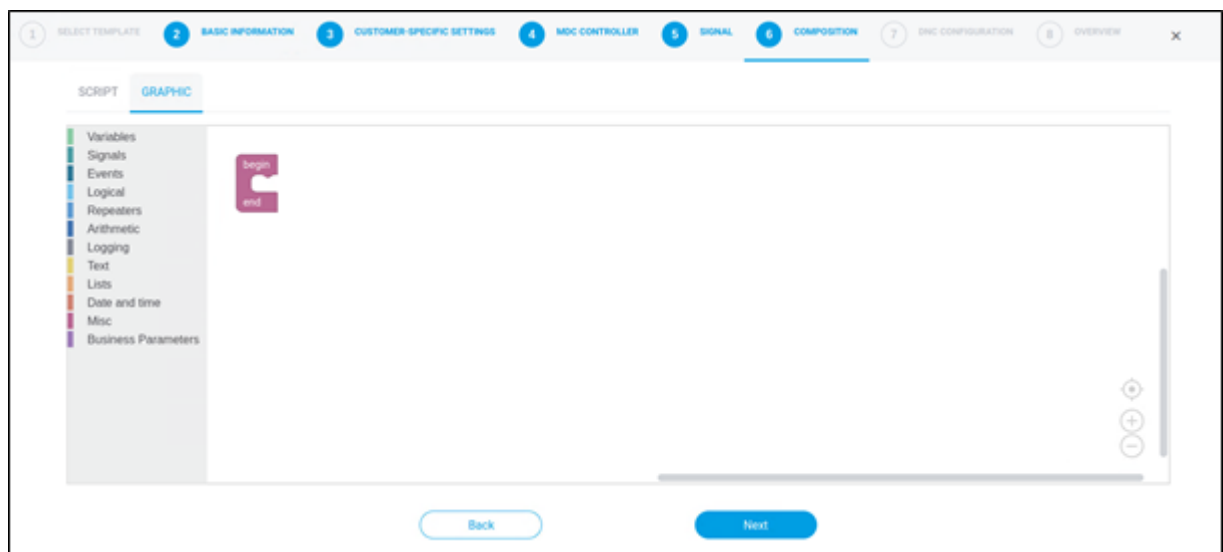 1 SELECT TEMPLATE 2 BASIC INFORMATION 3 CUSTOMER-SPECIFIC SETTINGS 4 MDC CONTROLLER 5 SIGNAL 6 COMPOSITION 7 DNC CONFIGURATION 8 OVERVIEW
SCRIPT GRAPHIC
Variables
Signals
Events
Logical
Repeaters
Arithmetic
Logging
Text
Lists
Date and time
Misc
Business Parameters
begin
end
Back Next